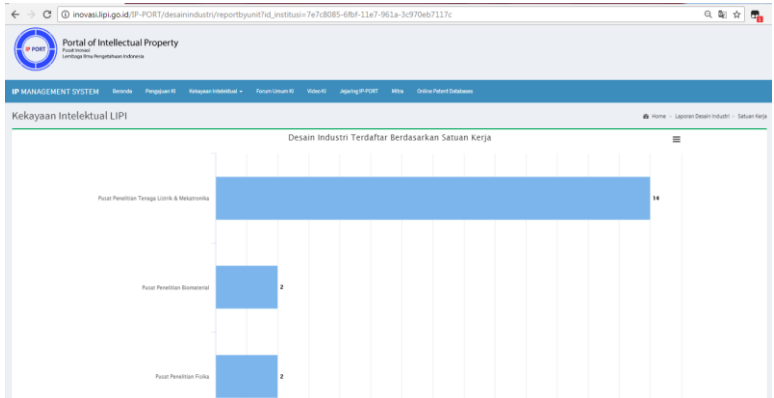 inovasi.lipi.go.id/IP-PORT/desainindustri/reportbyunit?id_institusi=7e7c8085-6fbf-11e7-961a-3c970eb7117c
IP PORT
Portal of Intellectual Property
Pusat Inovasi
Lembaga Ilmu Pengetahuan Indonesia
IP MANAGEMENT SYSTEM Beranda Pengajuan KI Kekayaan Intelektual Forum Umum KI Video KI Jejaring IP-PORT Mitra Online Patent Databases
Kekayaan Intelektual LIPI
Home - Laporan Desain Industri - Satuan Kerja
Desain Industri Terdaftar Berdasarkan Satuan Kerja
Pusat Penelitian Tenaga Listrik & Mekatronika
14
Pusat Penelitian Biomaterial
2
Pusat Penelitian Fisika
2